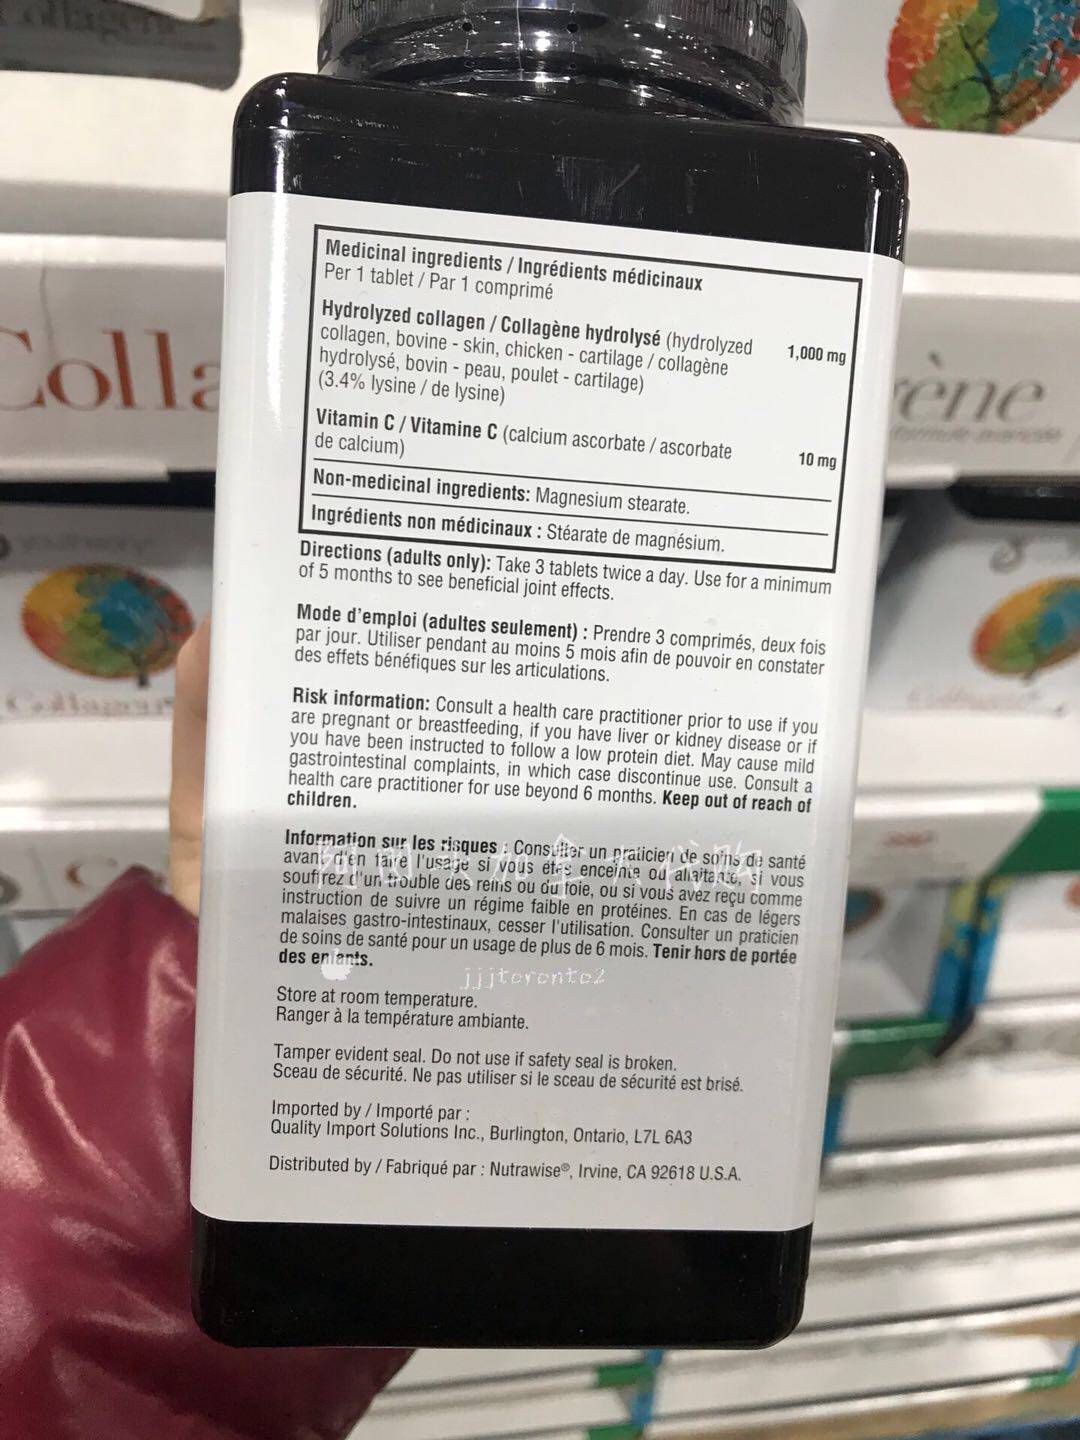 Medicinal ingredients / Ingrédients médicinaux
Per 1 tablet / Par 1 comprimé
Hydrolyzed collagen / Collagène hydrolysé (hydrolyzed
collagen, bovine - skin, chicken - cartilage / collagène
hydrolysé, bovin - peau, poulet - cartilage)
(3.4% lysine / de lysine)
1,000 mg
Vitamin C / Vitamine C (calcium ascorbate / ascorbate
de calcium)
10 mg
Non-medicinal ingredients: Magnesium stearate.
Ingrédients non médicinaux : Stéarate de magnésium.
Directions (adults only): Take 3 tablets twice a day. Use for a minimum
of 5 months to see beneficial joint effects.
Mode d'emploi (adultes seulement) : Prendre 3 comprimés, deux fois
par jour. Utiliser pendant au moins 5 mois afin de pouvoir en constater
des effets bénéfiques sur les articulations.
Risk information: Consult a health care practitioner prior to use if you
are pregnant or breastfeeding, if you have liver or kidney disease or if
you have been instructed to follow a low protein diet. May cause mild
gastrointestinal complaints, in which case discontinue use. Consult a
health care practitioner for use beyond 6 months. Keep out of reach of
children.
Information sur les risques : Consulter un praticien de soins de santé
avant d'en faire l'usage si vous êtes enceinte ou allaitante, si vous
souffrez d'un trouble des reins ou du foie, ou si vous avez reçu comme
instruction de suivre un régime faible en protéines. En cas de légers
malaises gastro-intestinaux, cesser l'utilisation. Consulter un praticien
de soins de santé pour un usage de plus de 6 mois. Tenir hors de portée
des enfants.
jjjtoronto2
Store at room temperature.
Ranger à la température ambiante.
Tamper evident seal. Do not use if safety seal is broken.
Sceau de sécurité. Ne pas utiliser si le sceau de sécurité est brisé.
Imported by / Importé par :
Quality Import Solutions Inc., Burlington, Ontario, L7L 6A3
Distributed by / Fabriqué par : Nutrawise®, Irvine, CA 92618 U.S.A.
Colla
ène
Collagen